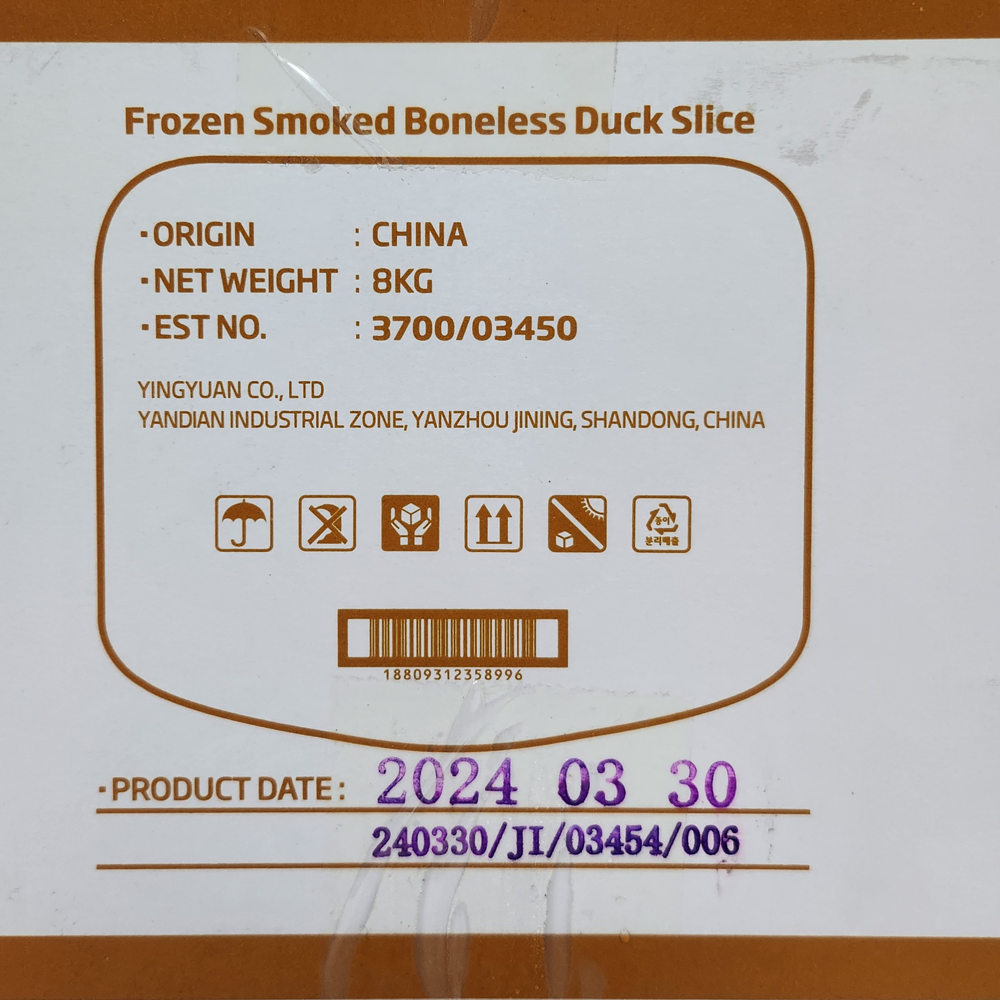 Frozen Smoked Boneless Duck Slice
·ORIGIN : CHINA
·NET WEIGHT : 8KG
·EST NO. : 3700/03450
YINGYUAN CO., LTD
YANDIAN INDUSTRIAL ZONE, YANZHOU JINING, SHANDONG, CHINA
종이
분리배출
18809312358996
·PRODUCT DATE : 2024 03 30
240330/JI/03454/006